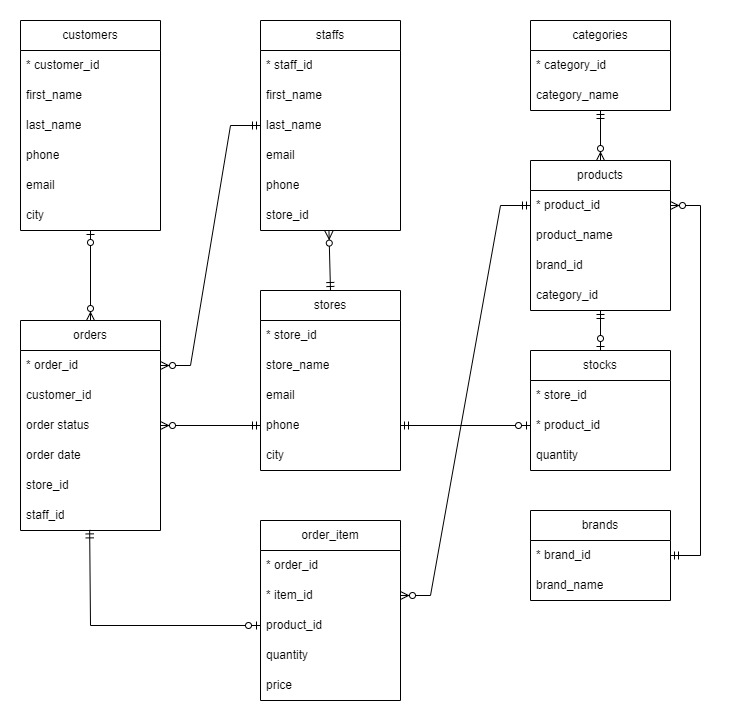 customers
* customer_id
first_name
last_name
phone
email
city
staffs
* staff_id
first_name
last_name
email
phone
store_id
categories
* category_id
category_name
products
* product_id
product_name
brand_id
category_id
orders
* order_id
customer_id
order status
order date
store_id
staff_id
stores
* store_id
store_name
email
phone
city
stocks
* store_id
* product_id
quantity
order_item
* order_id
* item_id
product_id
quantity
price
brands
* brand_id
brand_name